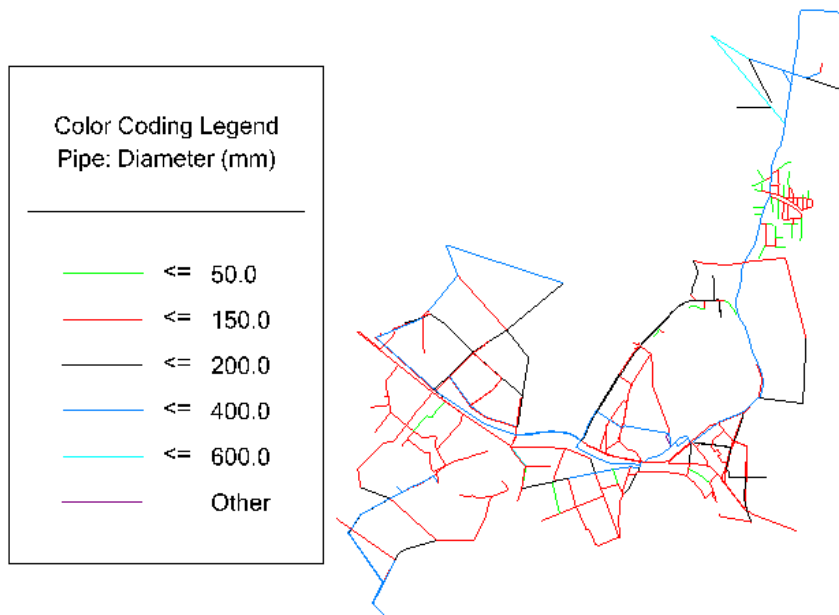 Color Coding Legend
Pipe: Diameter (mm)
<= 50.0
<= 150.0
<= 200.0
<= 400.0
<= 600.0
Other